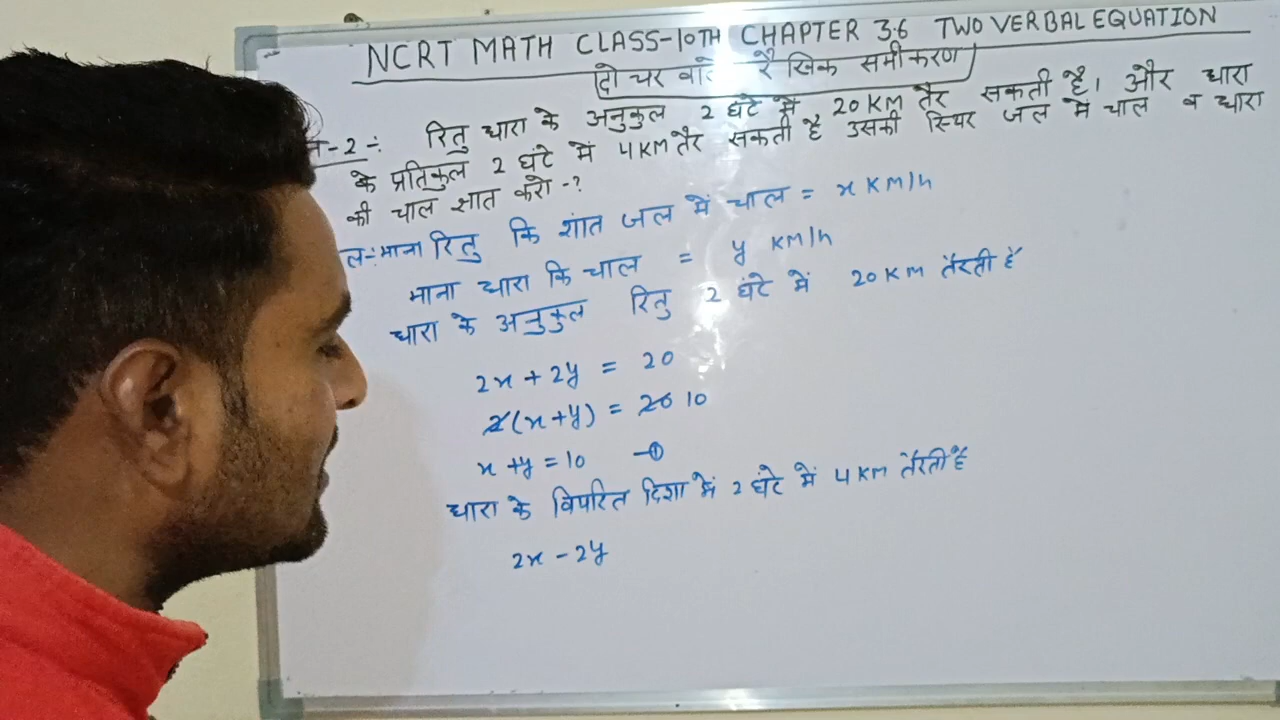 NCRT MATH CLASS-10TH CHAPTER 3.6 TWO VERBAL EQUATION
दो चर वाले रैखिक समीकरण
-2 ÷ रितु धारा के अनुकुल 2 घंटे में 20 KM तैर सकती है। और धारा
के प्रतिकुल 2 घंटे में 4 KM तैर सकती है उसकी स्थिर जल में चाल व धारा
की चाल ज्ञात करो -?
माना रितु कि शांत जल में चाल = x KM/h
माना धारा कि चाल = y KM/h
धारा के अनुकुल रितु 2 घंटे में 20 KM तैरती हैं
2x + 2y = 20
2(x+y) = 20 10
x + y = 10 - ①
धारा के विपरित दिशा में 2 घंटे में 4 KM तैरती हैं
2x - 2y